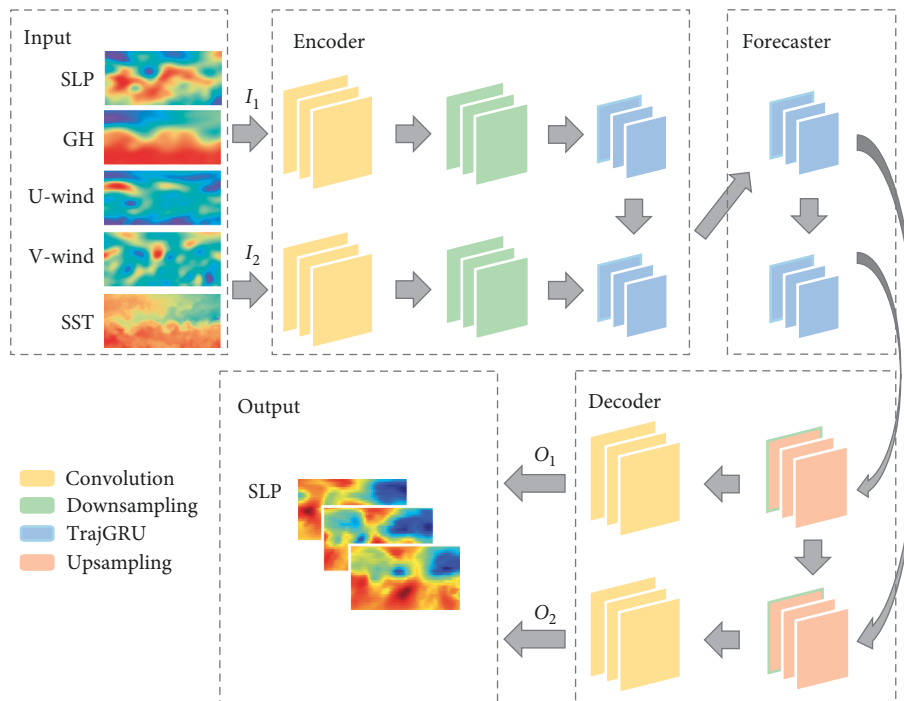 Input
SLP
GH
U-wind
V-wind
SST
I1
I2
Encoder
Forecaster
Output
SLP
Decoder
O1
O2
Convolution
Downsampling
TrajGRU
Upsampling